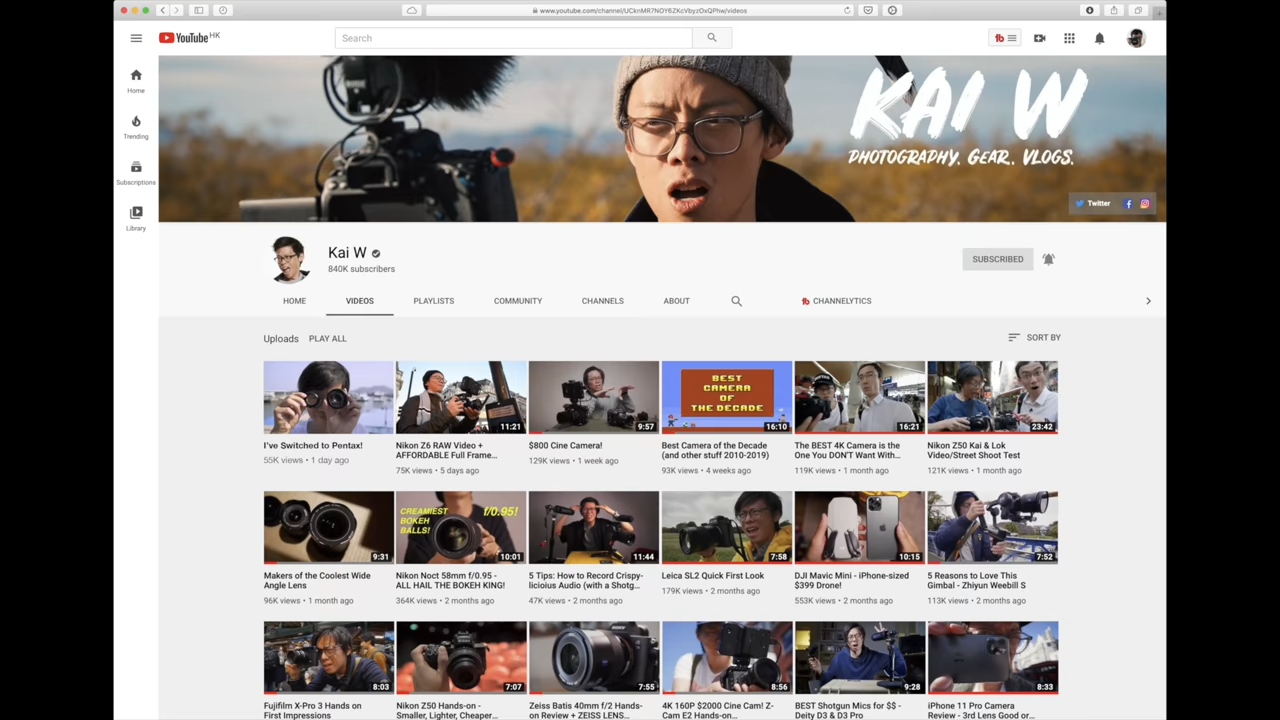 www.youtube.com/channel/UCknMR7NOY6ZKcVbyzOxQPhw/videos
YouTube HK
Search
Home
Trending
Subscriptions
Library
KAI W
PHOTOGRAPHY. GEAR. VLOGS.
Twitter
Kai W
840K subscribers
SUBSCRIBED
HOME VIDEOS PLAYLISTS COMMUNITY CHANNELS ABOUT CHANNELYTICS
Uploads PLAY ALL SORT BY
11:21 9:57 16:10 16:21 23:42
BEST
CAMERA
OF
THE DECADE
I've Switched to Pentax!
55K views • 1 day ago
Nikon Z6 RAW Video +
AFFORDABLE Full Frame...
75K views • 5 days ago
$800 Cine Camera!
129K views • 1 week ago
Best Camera of the Decade
(and other stuff 2010-2019)
93K views • 4 weeks ago
The BEST 4K Camera is the
One You DON'T Want With...
119K views • 1 month ago
Nikon Z50 Kai & Lok
Video/Street Shoot Test
121K views • 1 month ago
CREAMIEST
BOKEH
BALLS!
f/0.95!
9:31 10:01 11:44 7:58 10:15 7:52
Makers of the Coolest Wide
Angle Lens
96K views • 1 month ago
Nikon Noct 58mm f/0.95 -
ALL HAIL THE BOKEH KING!
364K views • 2 months ago
5 Tips: How to Record Crispy-
licious Audio (with a Shotg...
47K views • 2 months ago
Leica SL2 Quick First Look
179K views • 2 months ago
DJI Mavic Mini - iPhone-sized
$399 Drone!
553K views • 2 months ago
5 Reasons to Love This
Gimbal - Zhiyun Weebill S
113K views • 2 months ago
8:03 7:07 7:55 8:56 9:28 8:33
Fujifilm X-Pro 3 Hands on
First Impressions
Nikon Z50 Hands-on -
Smaller, Lighter, Cheaper...
Zeiss Batis 40mm f/2 Hands-
on Review + ZEISS LENS...
4K 160P $2000 Cine Cam! Z-
Cam E2 Hands-on...
BEST Shotgun Mics for $$ -
Deity D3 & D3 Pro
iPhone 11 Pro Camera
Review - 3rd Lens Good or...